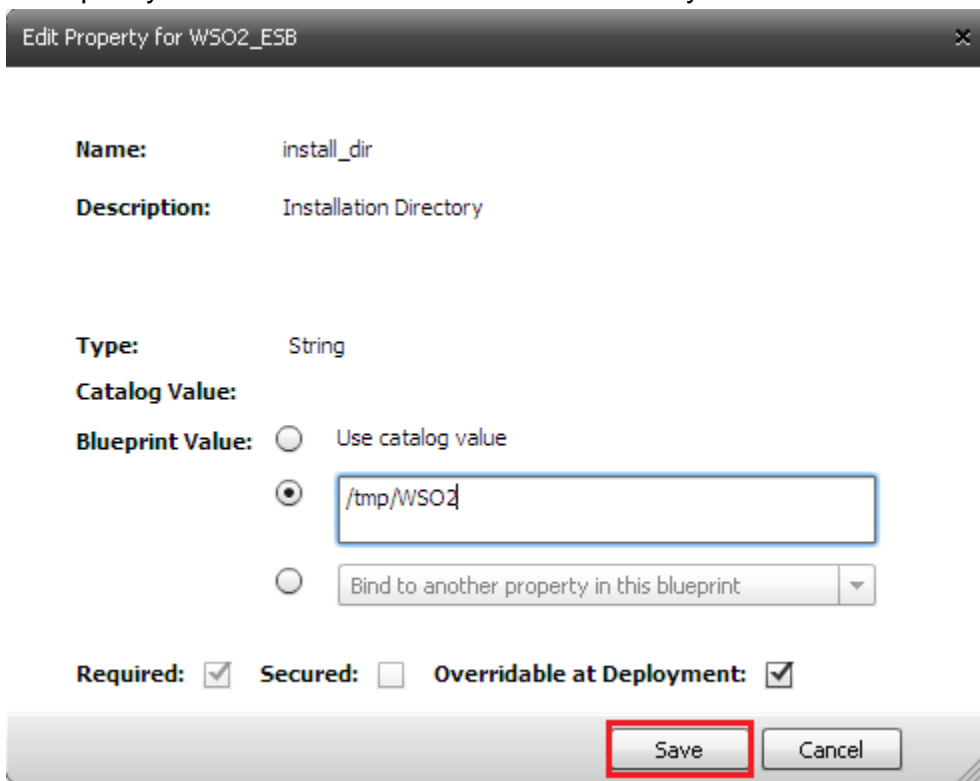 Edit Property for WSO2_ESB
Name: install_dir
Description: Installation Directory
Type: String
Catalog Value:
Blueprint Value: Use catalog value
/tmp/WSO2
Bind to another property in this blueprint
Required: Secured: Overridable at Deployment:
Save Cancel